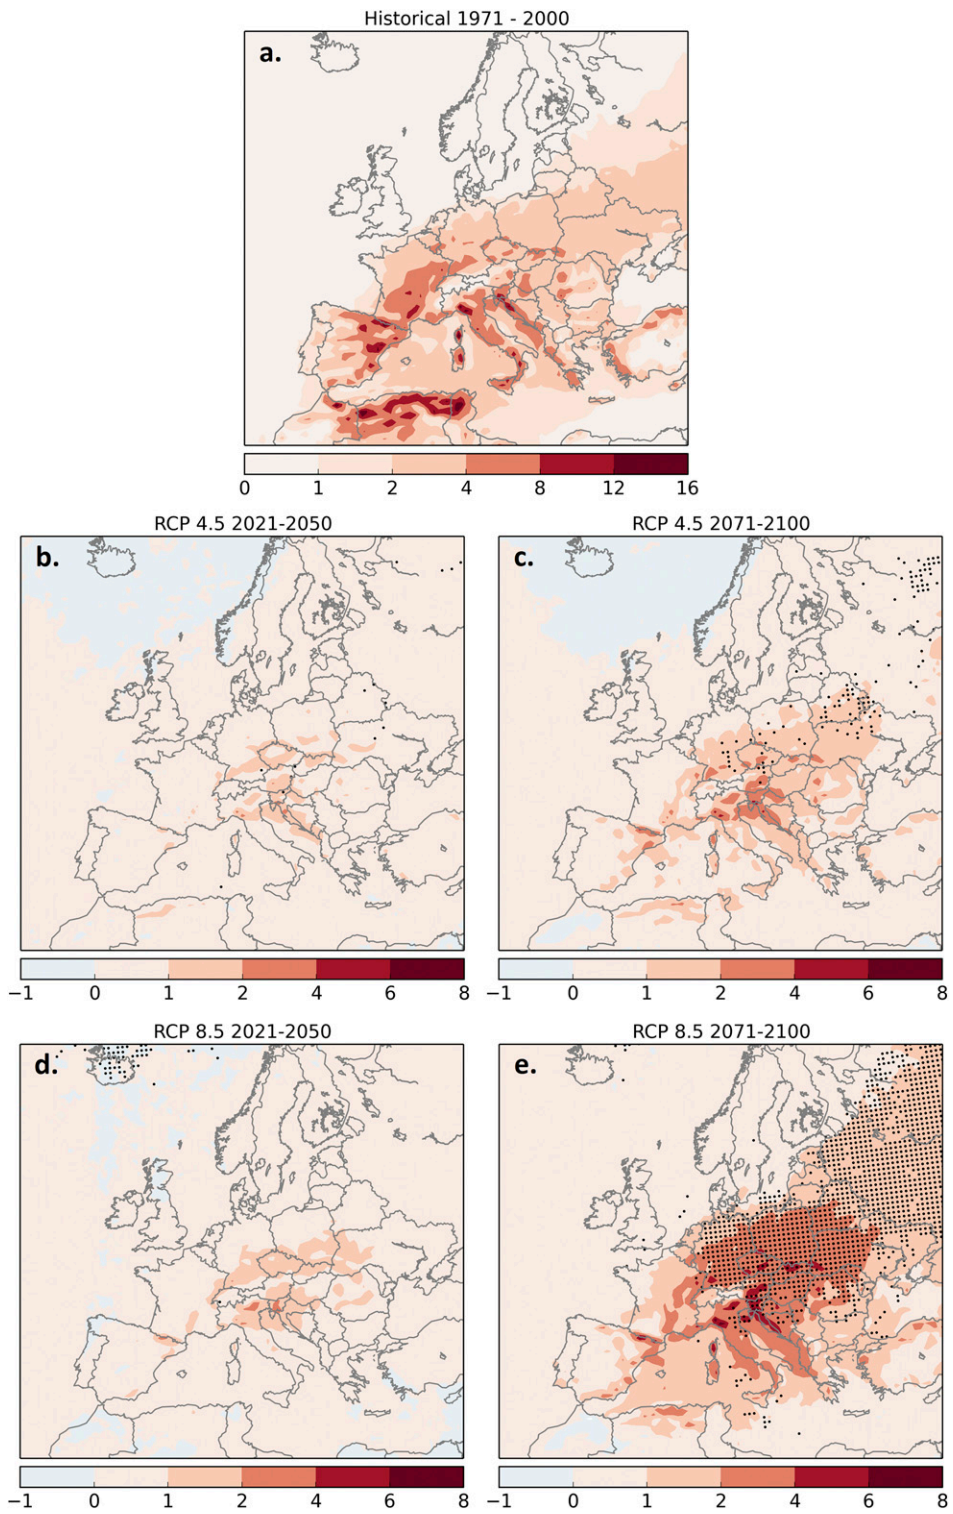 Historical 1971 - 2000
a.
0 1 2 4 8 12 16
RCP 4.5 2021-2050
RCP 4.5 2071-2100
b.
c.
−1 0 1 2 4 6 8
−1 0 1 2 4 6 8
RCP 8.5 2021-2050
RCP 8.5 2071-2100
d.
e.
−1 0 1 2 4 6 8
−1 0 1 2 4 6 8